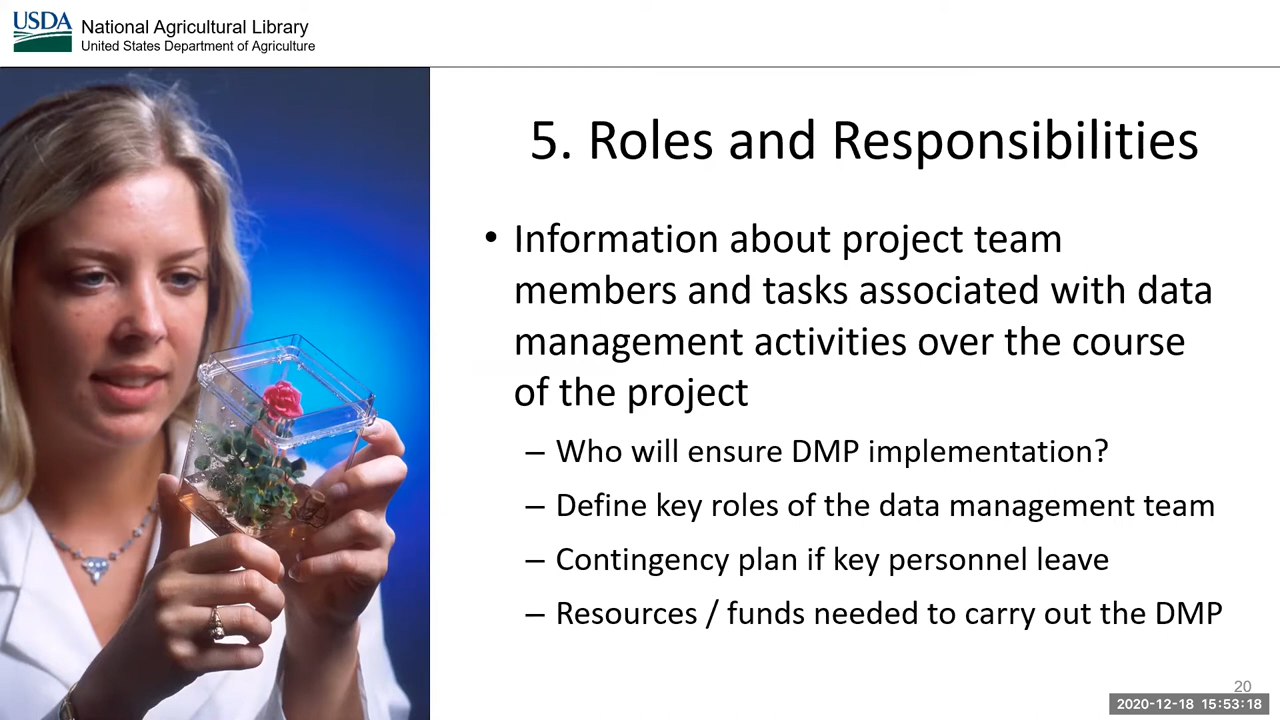 USDA
National Agricultural Library
United States Department of Agriculture
5. Roles and Responsibilities
• Information about project team
members and tasks associated with data
management activities over the course
of the project
– Who will ensure DMP implementation?
– Define key roles of the data management team
– Contingency plan if key personnel leave
– Resources / funds needed to carry out the DMP
20
2020-12-18 15:53:18